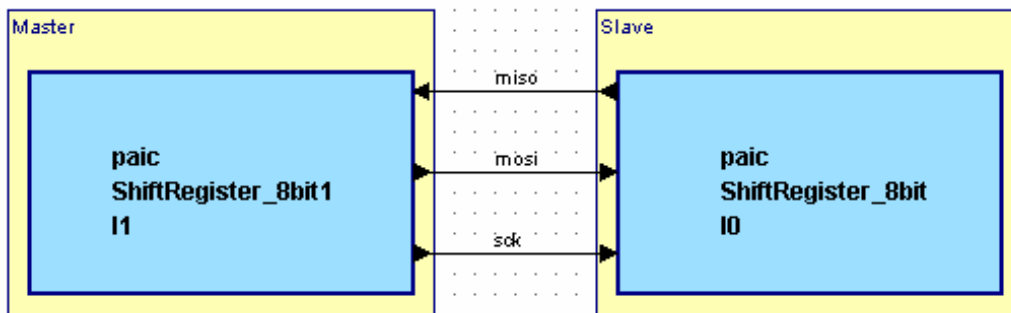 Master
Slave
miso
mosi
sck
paic
ShiftRegister_8bit1
I1
paic
ShiftRegister_8bit
I0